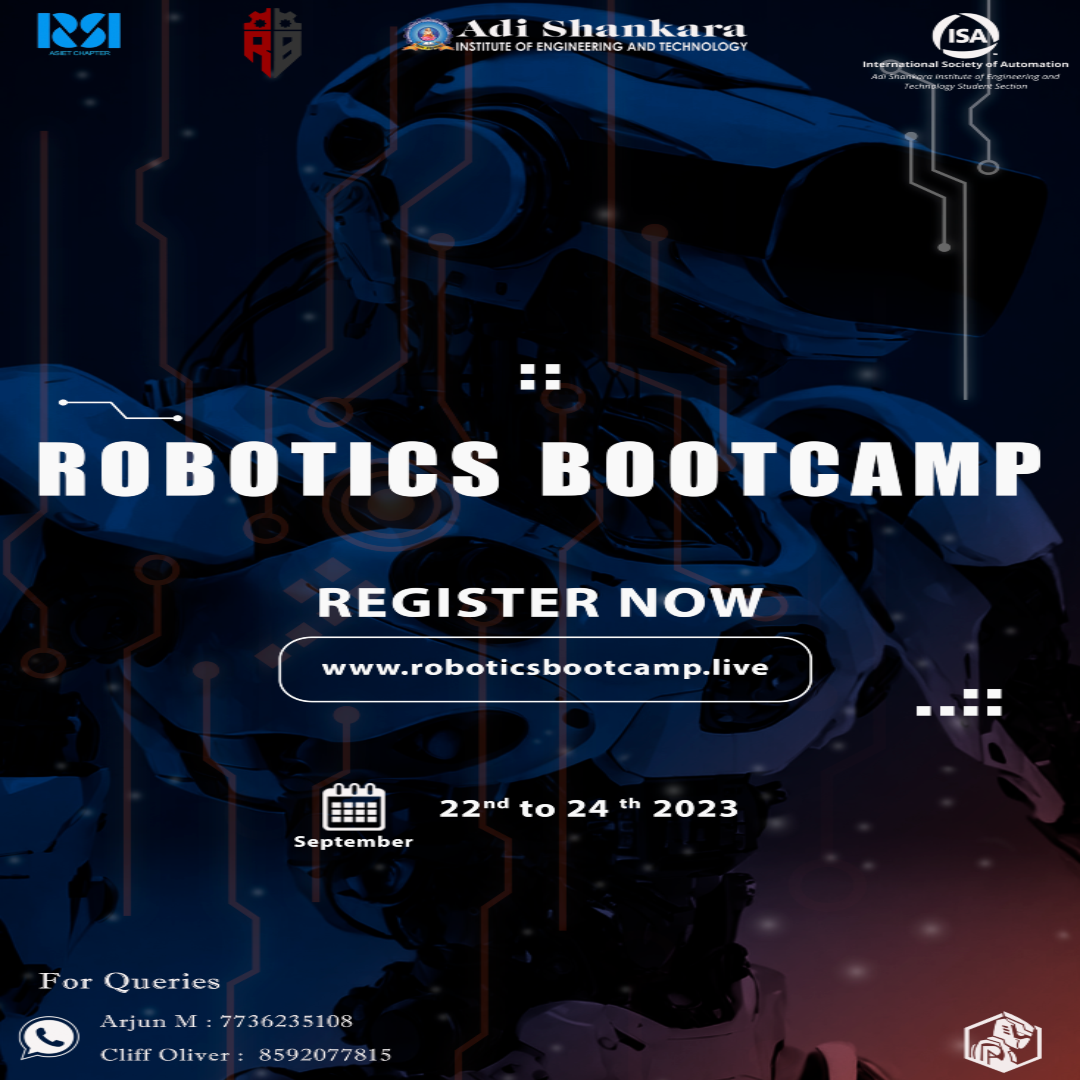 RSI
ASIET CHAPTER
RB
Adi Shankara
INSTITUTE OF ENGINEERING AND TECHNOLOGY
ISA
International Society of Automation
Adi Shankara Institute of Engineering and
Technology Student Section
ROBOTICS BOOTCAMP
REGISTER NOW
www.roboticsbootcamp.live
September
22nd to 24 th 2023
For Queries
Arjun M : 7736235108
Cliff Oliver : 8592077815